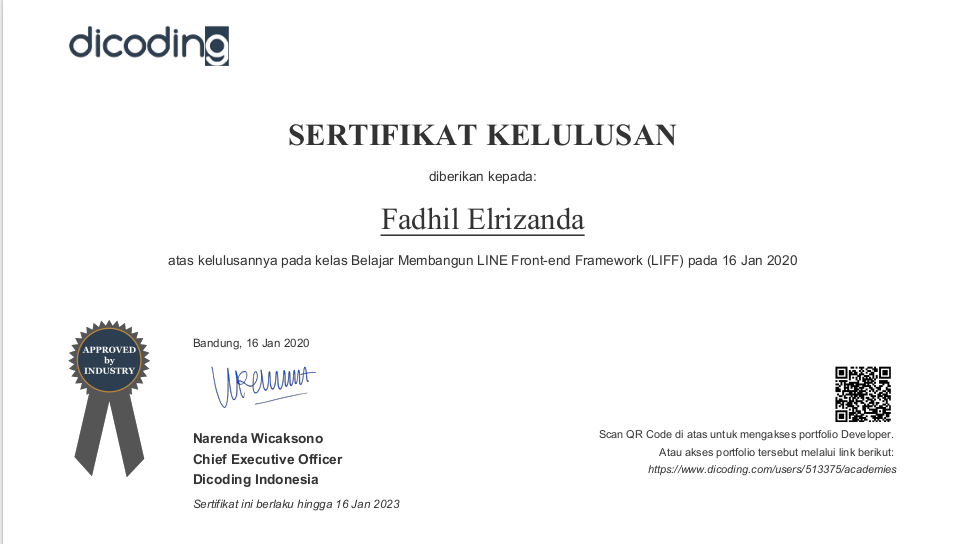 dicoding
SERTIFIKAT KELULUSAN
diberikan kepada:
Fadhil Elrizanda
atas kelulusannya pada kelas Belajar Membangun LINE Front-end Framework (LIFF) pada 16 Jan 2020
APPROVED
by
INDUSTRY
Bandung, 16 Jan 2020
Narenda Wicaksono
Chief Executive Officer
Dicoding Indonesia
Sertifikat ini berlaku hingga 16 Jan 2023
Scan QR Code di atas untuk mengakses portfolio Developer.
Atau akses portfolio tersebut melalui link berikut:
https://www.dicoding.com/users/513375/academies